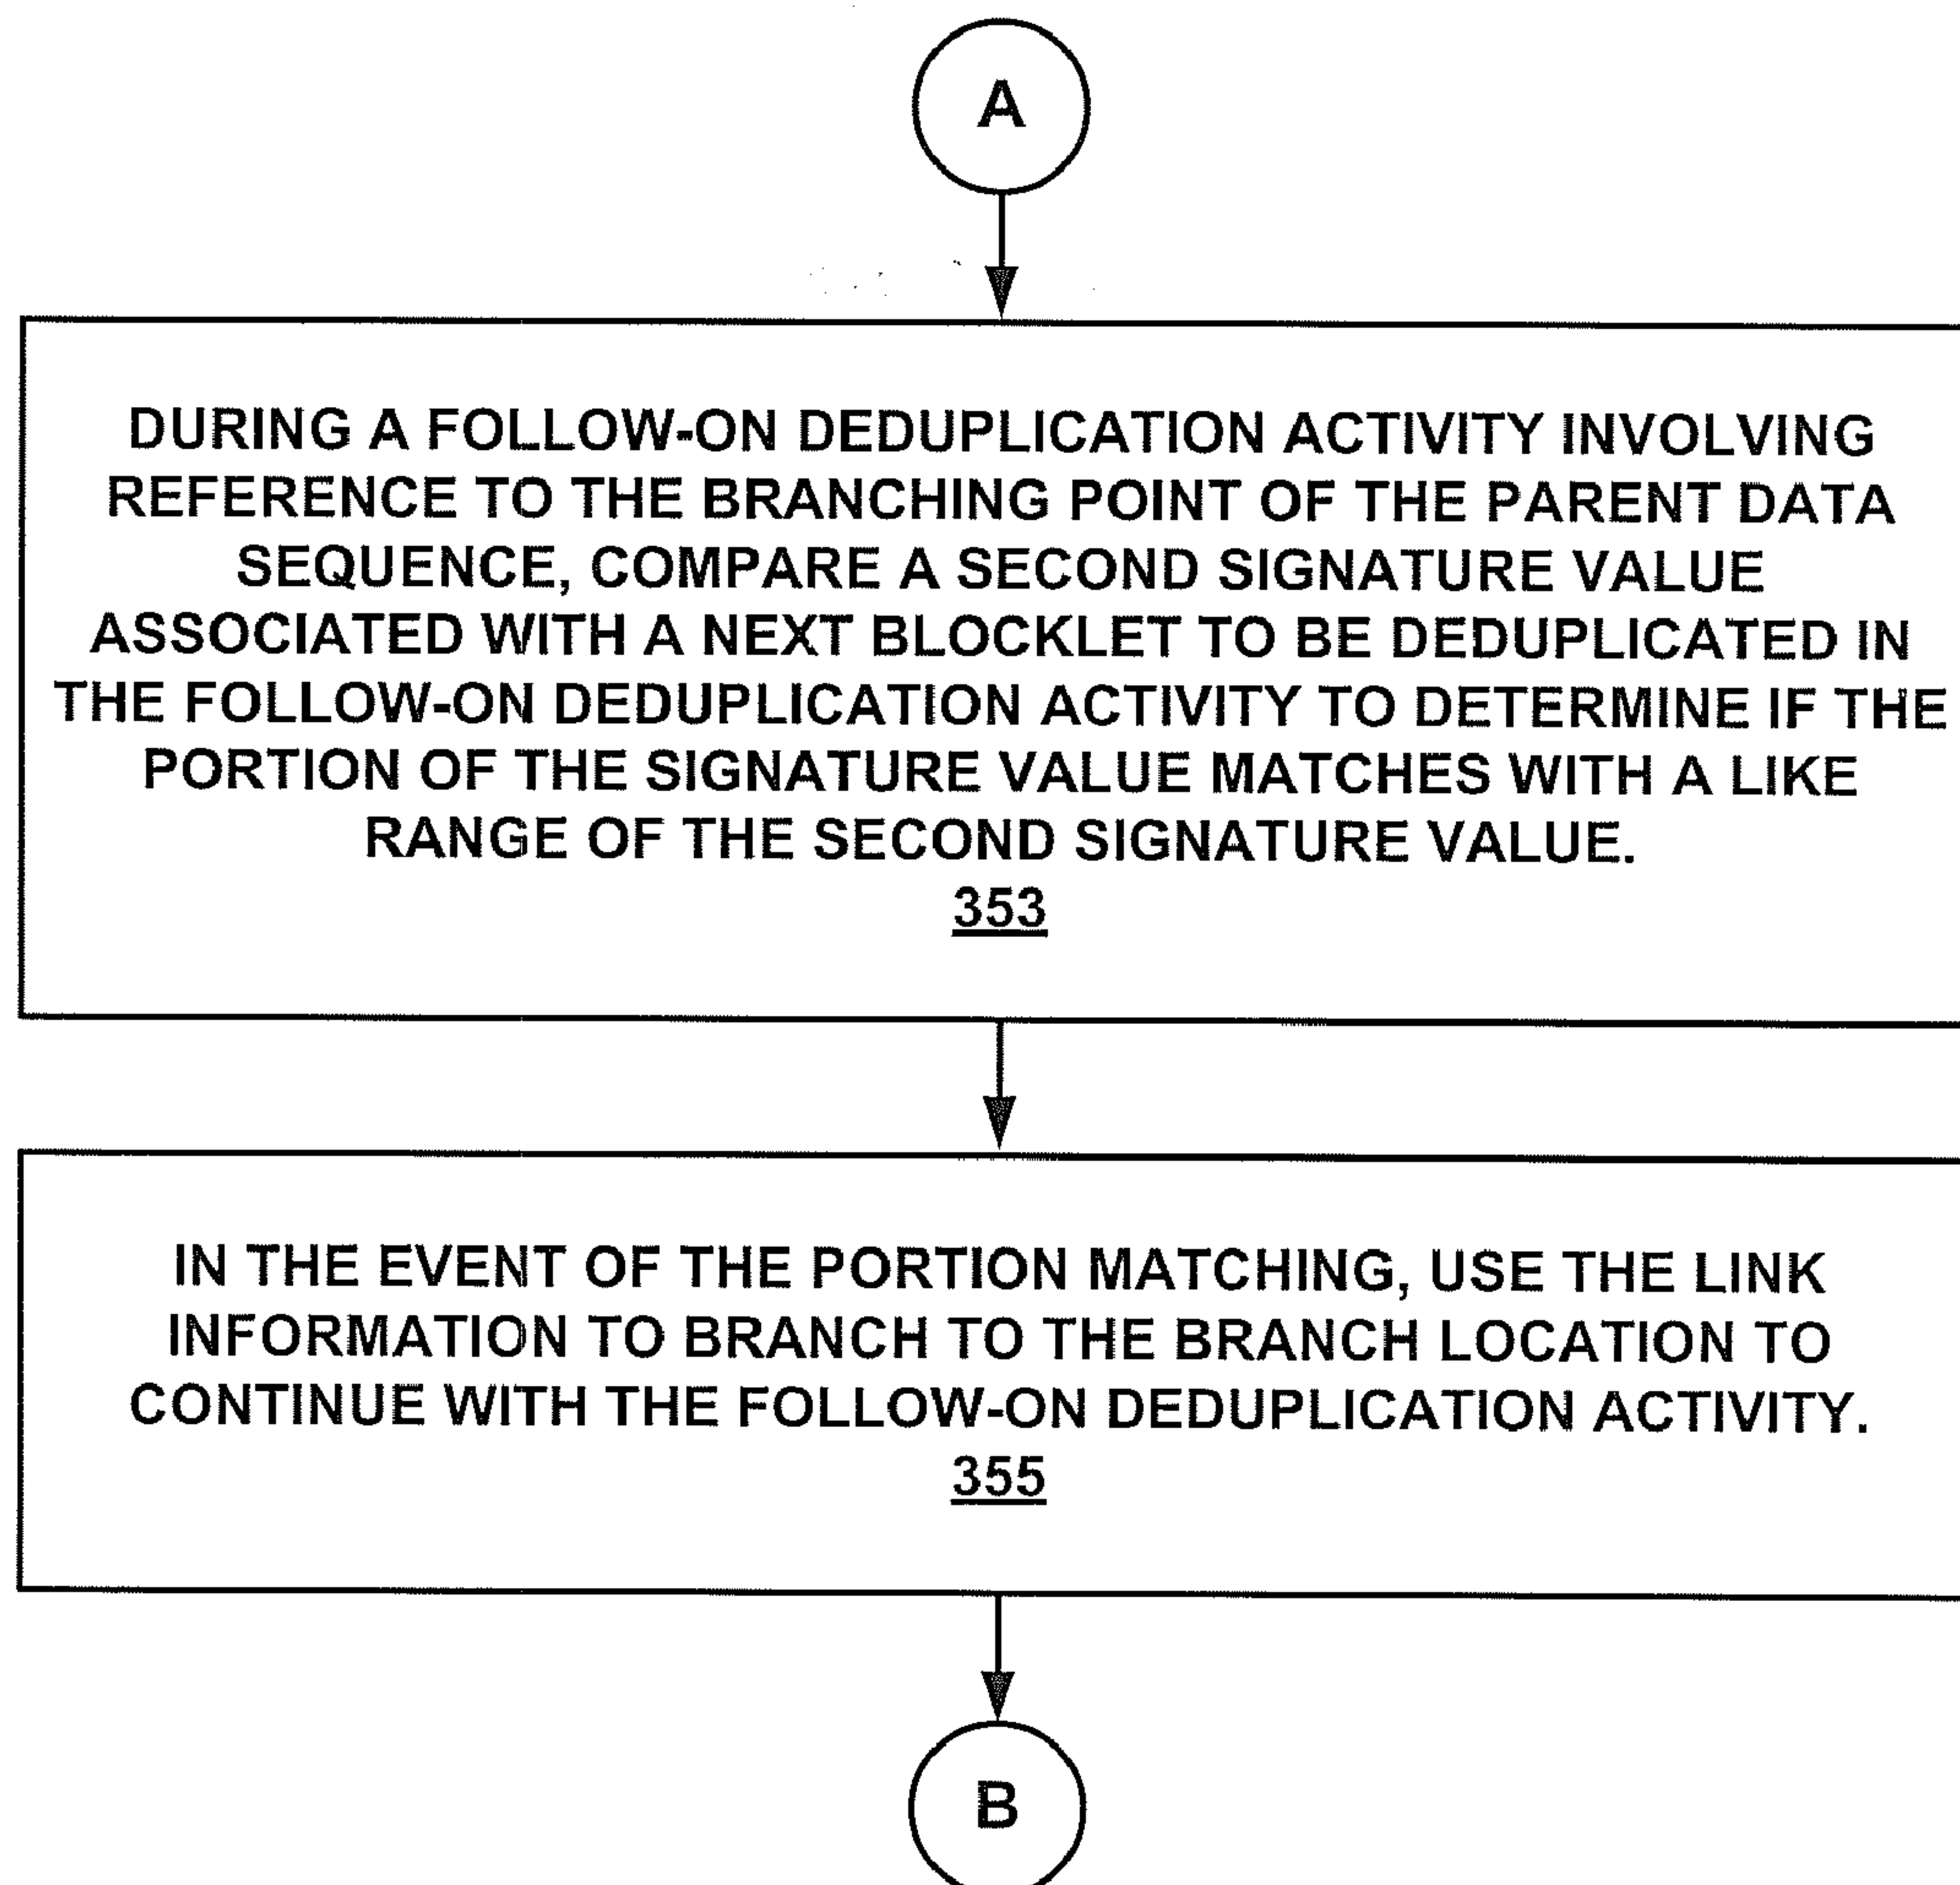 A
DURING A FOLLOW-ON DEDUPLICATION ACTIVITY INVOLVING
REFERENCE TO THE BRANCHING POINT OF THE PARENT DATA
SEQUENCE, COMPARE A SECOND SIGNATURE VALUE
ASSOCIATED WITH A NEXT BLOCKLET TO BE DEDUPLICATED IN
THE FOLLOW-ON DEDUPLICATION ACTIVITY TO DETERMINE IF THE
PORTION OF THE SIGNATURE VALUE MATCHES WITH A LIKE
RANGE OF THE SECOND SIGNATURE VALUE.
353
IN THE EVENT OF THE PORTION MATCHING, USE THE LINK
INFORMATION TO BRANCH TO THE BRANCH LOCATION TO
CONTINUE WITH THE FOLLOW-ON DEDUPLICATION ACTIVITY.
355
B